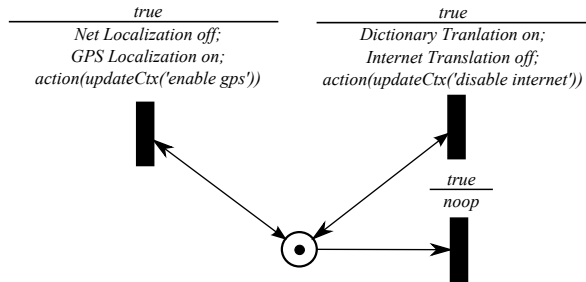 true
Net Localization off;
GPS Localization on;
action(updateCtx('enable gps'))
true
Dictionary Tranlation on;
Internet Translation off;
action(updateCtx('disable internet'))
true
noop